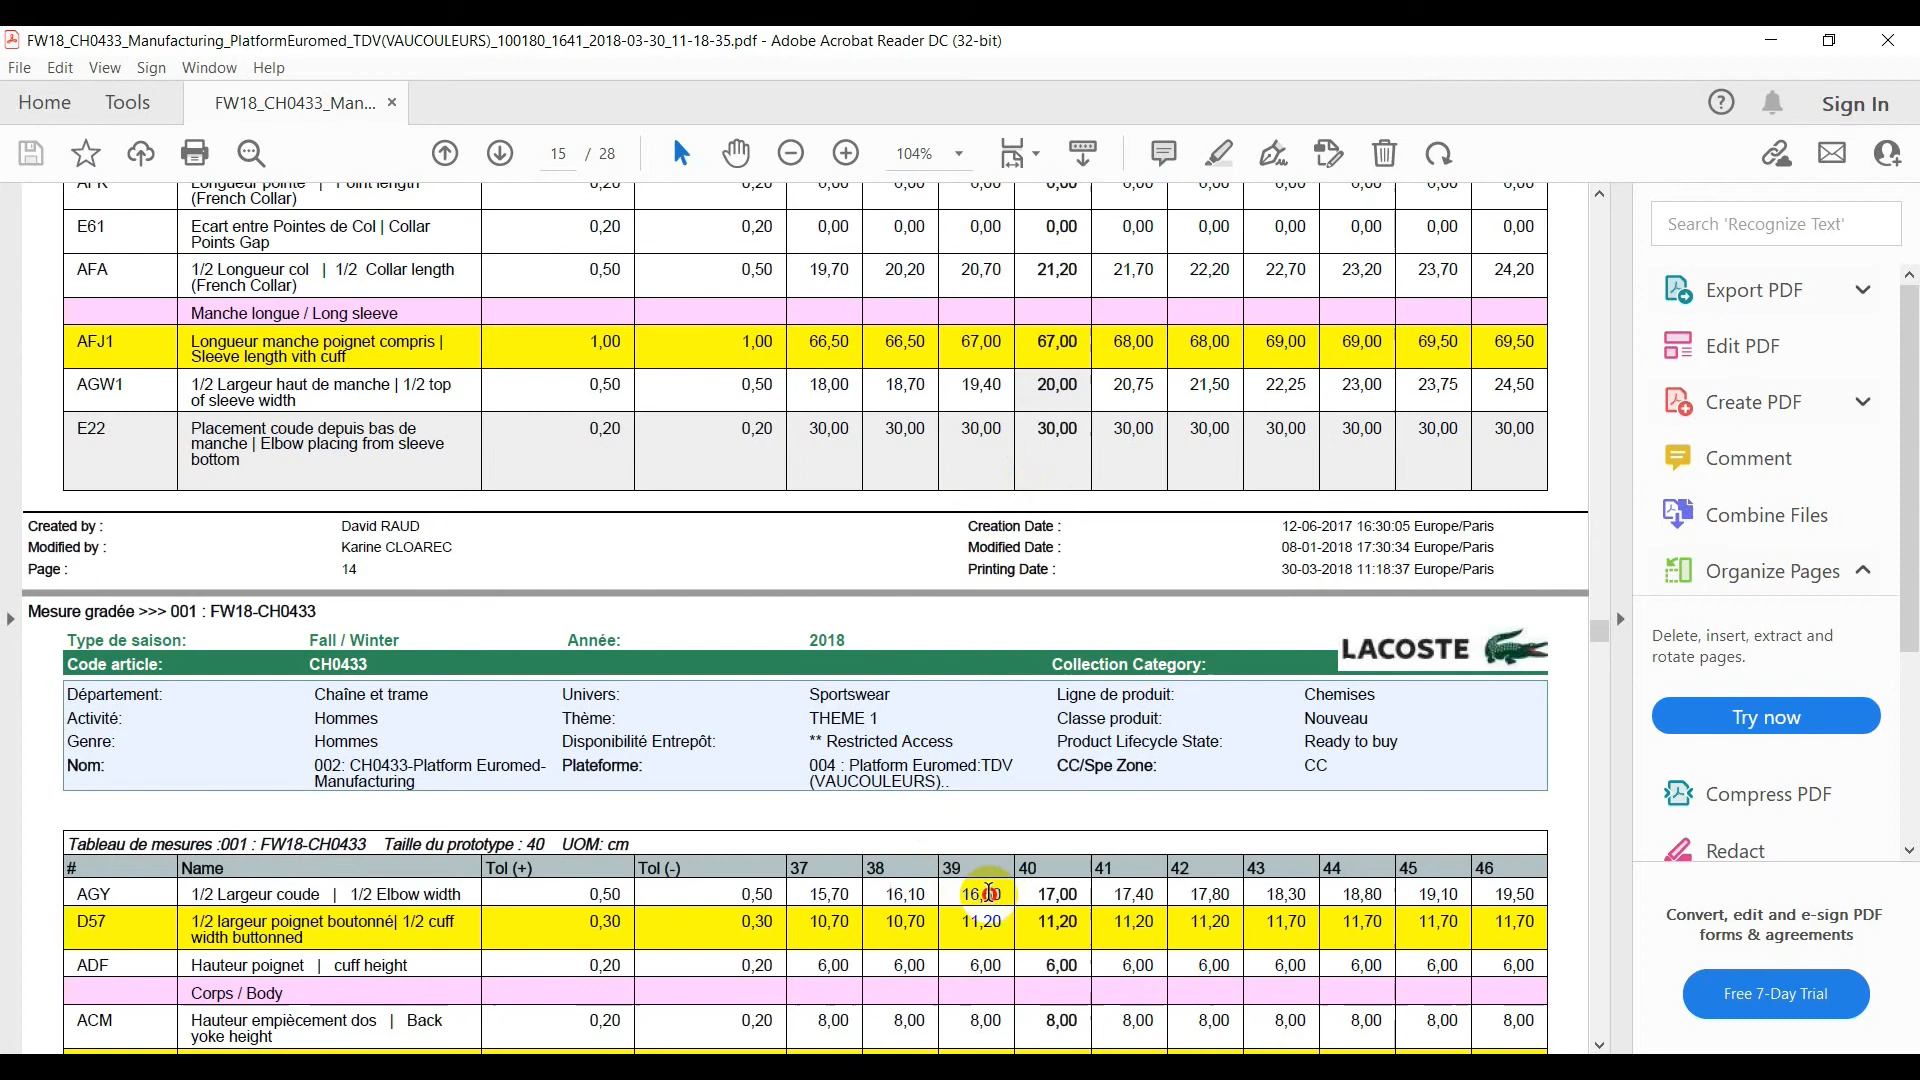 FW18_CH0433_Manufacturing_PlatformEuromed_TDV(VAUCOULEURS)_100180_1641_2018-03-30_11-18-35.pdf - Adobe Acrobat Reader DC (32-bit)
File Edit View Sign Window Help
Home Tools FW18_CH0433_Man... × Sign In
15 / 28 104%
Longueur pointe | Point length
(French Collar)
E61 Ecart entre Pointes de Col | Collar 0,20 0,20 0,00 0,00 0,00 0,00 0,00 0,00 0,00 0,00 0,00 0,00
Points Gap
AFA 1/2 Longueur col | 1/2 Collar length 0,50 0,50 19,70 20,20 20,70 21,20 21,70 22,20 22,70 23,20 23,70 24,20
(French Collar)
Manche longue / Long sleeve
AFJ1 Longueur manche poignet compris | 1,00 1,00 66,50 66,50 67,00 67,00 68,00 68,00 69,00 69,00 69,50 69,50
Sleeve length vith cuff
AGW1 1/2 Largeur haut de manche | 1/2 top 0,50 0,50 18,00 18,70 19,40 20,00 20,75 21,50 22,25 23,00 23,75 24,50
of sleeve width
E22 Placement coude depuis bas de 0,20 0,20 30,00 30,00 30,00 30,00 30,00 30,00 30,00 30,00 30,00 30,00
manche | Elbow placing from sleeve
bottom
Created by : David RAUD Creation Date : 12-06-2017 16:30:05 Europe/Paris
Modified by : Karine CLOAREC Modified Date : 08-01-2018 17:30:34 Europe/Paris
Page : 14 Printing Date : 30-03-2018 11:18:37 Europe/Paris
Mesure gradée >>> 001 : FW18-CH0433
Type de saison: Fall / Winter Année: 2018 LACOSTE
Code article: CH0433 Collection Category:
Département: Chaîne et trame Univers: Sportswear Ligne de produit: Chemises
Activité: Hommes Thème: THEME 1 Classe produit: Nouveau
Genre: Hommes Disponibilité Entrepôt: ** Restricted Access Product Lifecycle State: Ready to buy
Nom: 002: CH0433-Platform Euromed- Plateforme: 004 : Platform Euromed:TDV CC/Spe Zone: CC
Manufacturing (VAUCOULEURS)..
Tableau de mesures :001 : FW18-CH0433 Taille du prototype : 40 UOM: cm
# Name Tol (+) Tol (-) 37 38 39 40 41 42 43 44 45 46
AGY 1/2 Largeur coude | 1/2 Elbow width 0,50 0,50 15,70 16,10 17,00 17,40 17,80 18,30 18,80 19,10 19,50
D57 1/2 largeur poignet boutonné| 1/2 cuff 0,30 0,30 10,70 10,70 11,20 11,20 11,20 11,20 11,70 11,70 11,70 11,70
width buttonned
ADF Hauteur poignet | cuff height 0,20 0,20 6,00 6,00 6,00 6,00 6,00 6,00 6,00 6,00 6,00 6,00
Corps / Body
ACM Hauteur empiècement dos | Back 0,20 0,20 8,00 8,00 8,00 8,00 8,00 8,00 8,00 8,00 8,00 8,00
yoke height
Search 'Recognize Text'
Export PDF
Edit PDF
Create PDF
Comment
Combine Files
Organize Pages
Delete, insert, extract and
rotate pages.
Try now
Compress PDF
Redact
Convert, edit and e-sign PDF
forms & agreements
Free 7-Day Trial